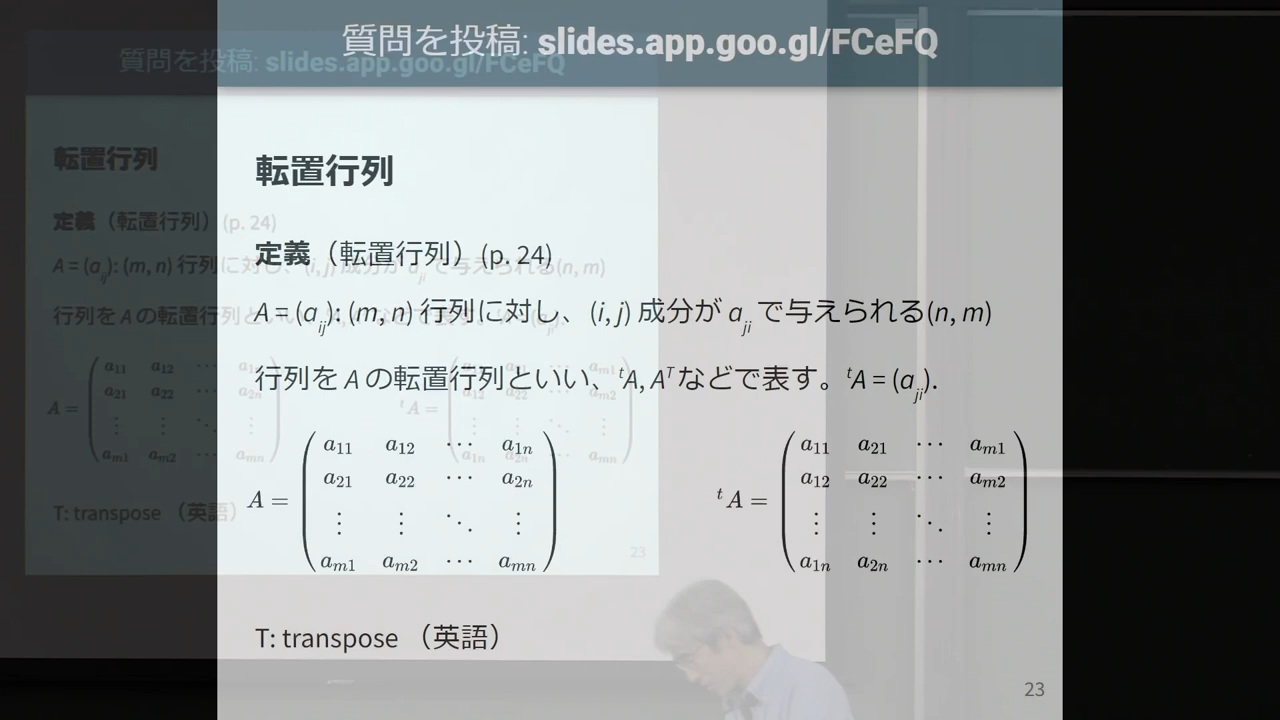 質問を投稿: slides.app.goo.gl/FCeFQ
転置行列
定義（転置行列）(p. 24)
A = (a_ij): (m, n) 行列に対し、(i, j) 成分が a_ji で与えられる(n, m)
行列を A の転置行列といい、ᵗA, Aᵀなどで表す。ᵗA = (a_ji).
A = ( a11 a12 ⋯ a1n
a21 a22 ⋯ a2n
⋮ ⋮ ⋱ ⋮
am1 am2 ⋯ amn )
ᵗA = ( a11 a21 ⋯ am1
a12 a22 ⋯ am2
⋮ ⋮ ⋱ ⋮
a1n a2n ⋯ amn )
T: transpose （英語）
23